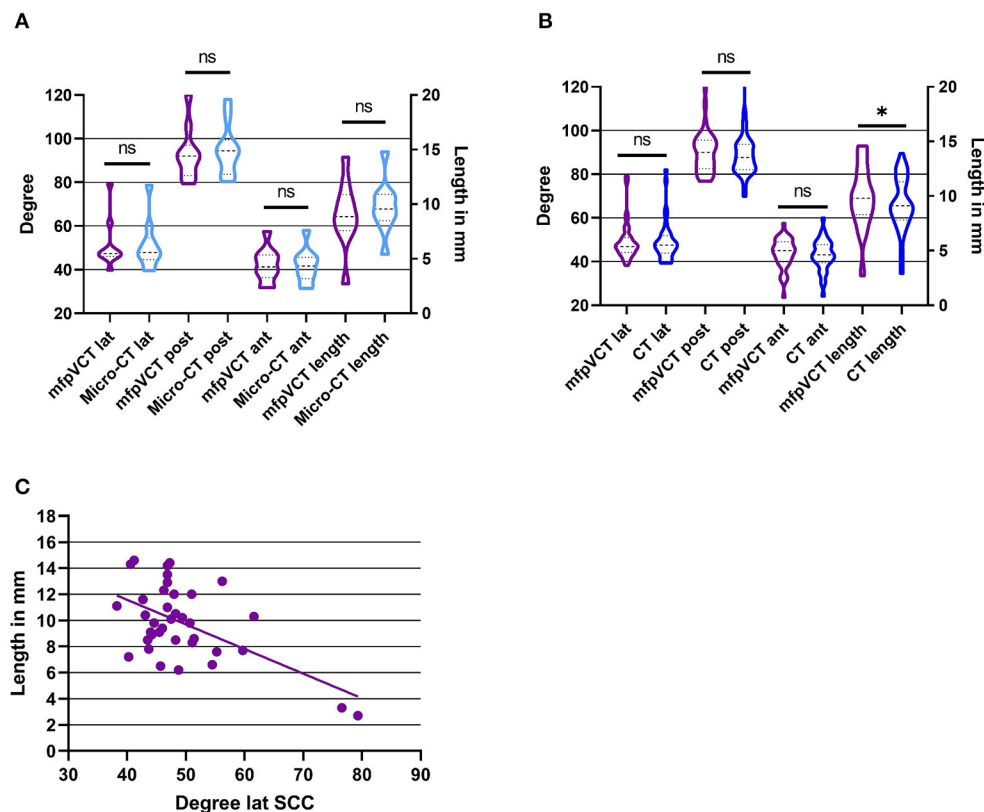 A
ns
ns
ns
ns
120
100
80
60
40
20
Degree
20
15
10
5
0
Length in mm
mfpVCT lat
Micro-CT lat
mfpVCT post
Micro-CT post
mfpVCT ant
Micro-CT ant
mfpVCT length
Micro-CT length
B
ns
ns
ns
*
120
100
80
60
40
20
Degree
20
15
10
5
0
Length in mm
mfpVCT lat
CT lat
mfpVCT post
CT post
mfpVCT ant
CT ant
mfpVCT length
CT length
C
18
16
14
12
10
8
6
4
2
0
Length in mm
30 40 50 60 70 80 90
Degree lat SCC